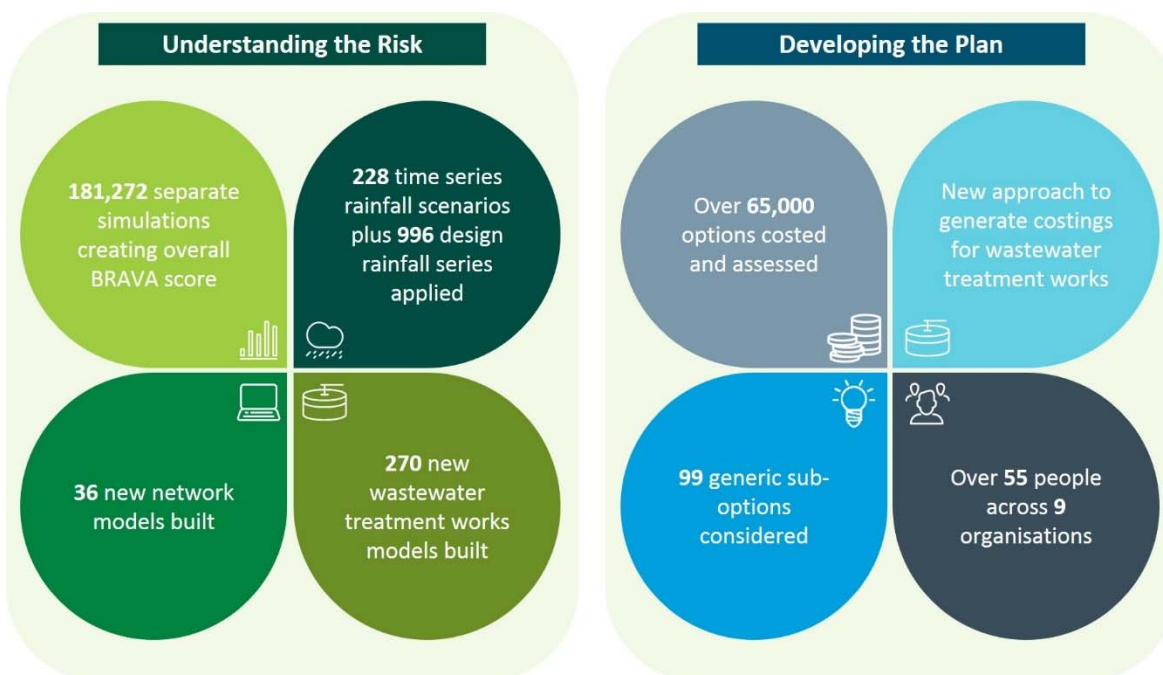 Understanding the Risk
181,272 separate
simulations
creating overall
BRAVA score
228 time series
rainfall scenarios
plus 996 design
rainfall series
applied
36 new network
models built
270 new
wastewater
treatment works
models built
Developing the Plan
Over 65,000
options costed
and assessed
New approach to
generate costings
for wastewater
treatment works
99 generic sub-
options
considered
Over 55 people
across 9
organisations